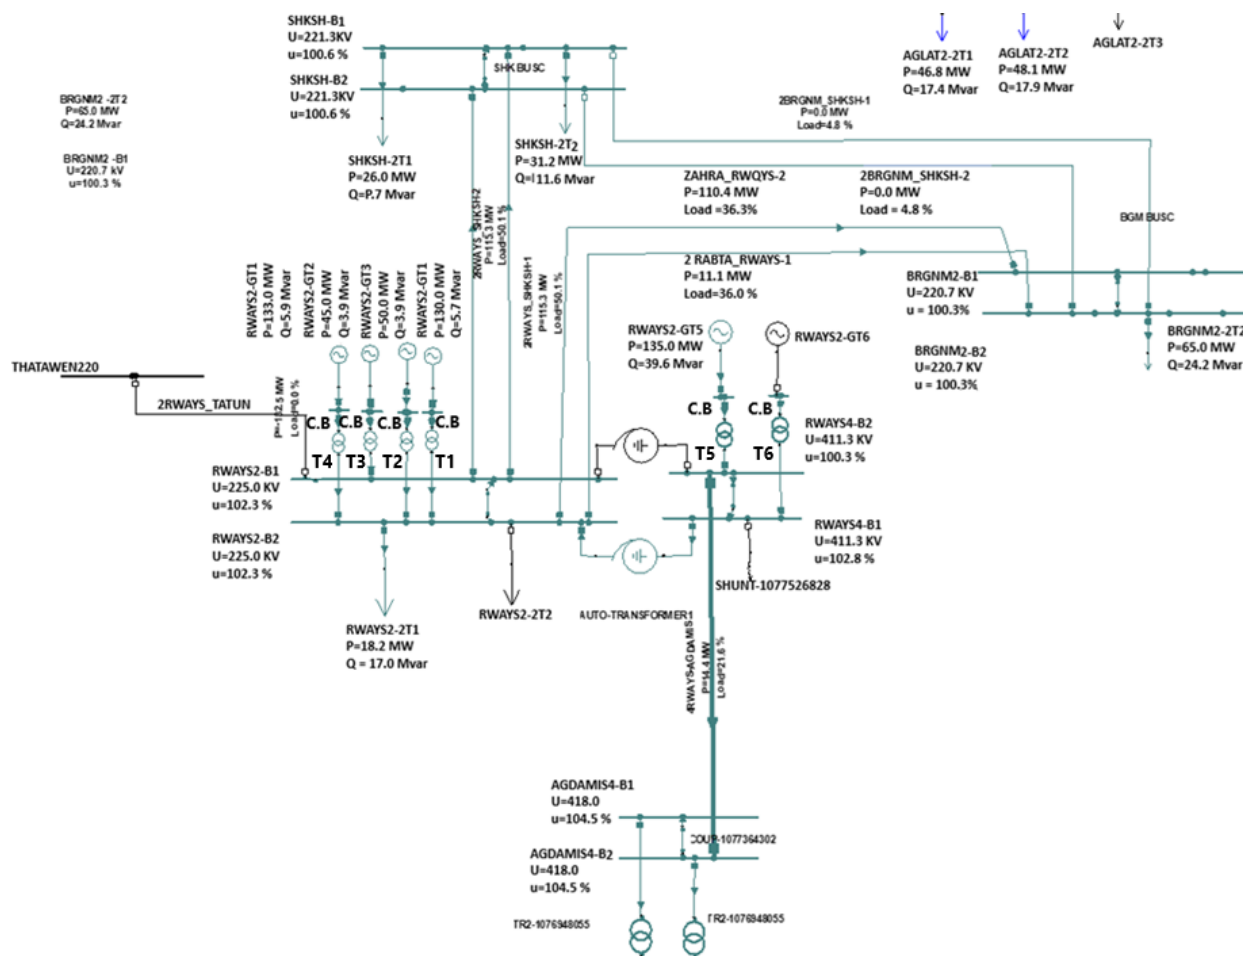 SHKSH-B1
U=221.3KV
u=100.6 %
SHK BUSC
SHKSH-B2
U=221.3KV
u=100.6 %
AGLAT2-2T1
P=46.8 MW
Q=17.4 Mvar
AGLAT2-2T2
P=48.1 MW
Q=17.9 Mvar
AGLAT2-2T3
BRGNM2 -2T2
P=65.0 MW
Q=24.2 Mvar
BRGNM2 -B1
U=220.7 kV
u=100.3 %
2BRGNM_SHKSH-1
P=0.0 MW
Load=4.8 %
SHKSH-2T1
P=26.0 MW
Q=P.7 Mvar
SHKSH-2T2
P=31.2 MW
Q=11.6 Mvar
ZAHRA_RWQYS-2
P=110.4 MW
Load =36.3%
2BRGNM_SHKSH-2
P=0.0 MW
Load = 4.8 %
BGM BUSC
2RWAYS_SHKSH-2
P=115.3 MW
Load=50.1 %
2RWAYS_SHKSH-1
P=115.3 MW
Load=50.1 %
2 RABTA_RWAYS-1
P=11.1 MW
Load=36.0 %
BRGNM2-B1
U=220.7 KV
u = 100.3%
BRGNM2-B2
U=220.7 KV
u = 100.3%
BRGNM2-2T2
P=65.0 MW
Q=24.2 Mvar
RWAYS2-GT1
P=133.0 MW
Q=5.9 Mvar
RWAYS2-GT2
P=45.0 MW
Q=3.9 Mvar
RWAYS2-GT3
P=50.0 MW
Q=3.9 Mvar
RWAYS2-GT1
P=130.0 MW
Q=5.7 Mvar
RWAYS2-GT5
P=135.0 MW
Q=39.6 Mvar
RWAYS2-GT6
THATAWEN220
2RWAYS_TATUN
P=-182.5 MW
Load=0.0 %
C.B
C.B
C.B
C.B
C.B
C.B
T4
T3
T2
T1
T5
T6
RWAYS4-B2
U=411.3 KV
u=100.3 %
RWAYS2-B1
U=225.0 KV
u=102.3 %
RWAYS2-B2
U=225.0 KV
u=102.3 %
RWAYS4-B1
U=411.3 KV
u=102.8 %
SHUNT-1077526828
RWAYS2-2T1
P=18.2 MW
Q = 17.0 Mvar
RWAYS2-2T2
AUTO-TRANSFORMER1
4RWAYS-AGDAMIS
P=14.4 MW
Load=21.6 %
AGDAMIS4-B1
U=418.0
u=104.5 %
COUP-1077364302
AGDAMIS4-B2
U=418.0
u=104.5 %
TR2-1076948055
TR2-1076948055